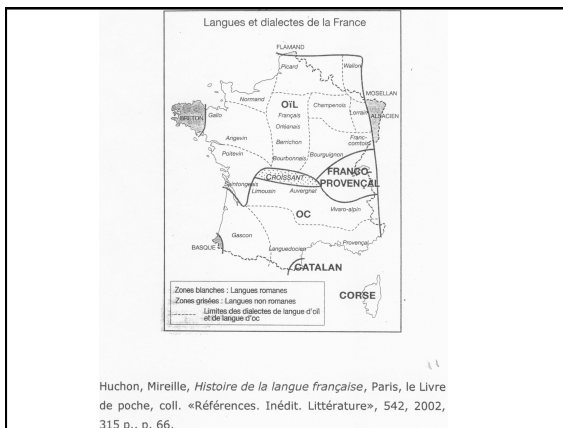 Langues et dialectes de la France
FLAMAND
Picard
Wallon
MOSELLAN
Normand
OÏL
Champenois
Lorrain
ALSACIEN
BRETON
Gallo
Français
Orléanais
Angevin
Berrichon
Franc-
comtois
Poitevin
Bourbonnais
Bourguignon
FRANCO-
PROVENÇAL
CROISSANT
Saintongeais
Limousin
Auvergnat
OC
Vivaro-alpin
Gascon
BASQUE
Languedocien
Provençal
CATALAN
CORSE
Zones blanches : Langues romanes
Zones grisées : Langues non romanes
Limites des dialectes de langue d'oïl
et de langue d'oc
Huchon, Mireille, Histoire de la langue française, Paris, le Livre
de poche, coll. «Références. Inédit. Littérature», 542, 2002,
315 p., p. 66.